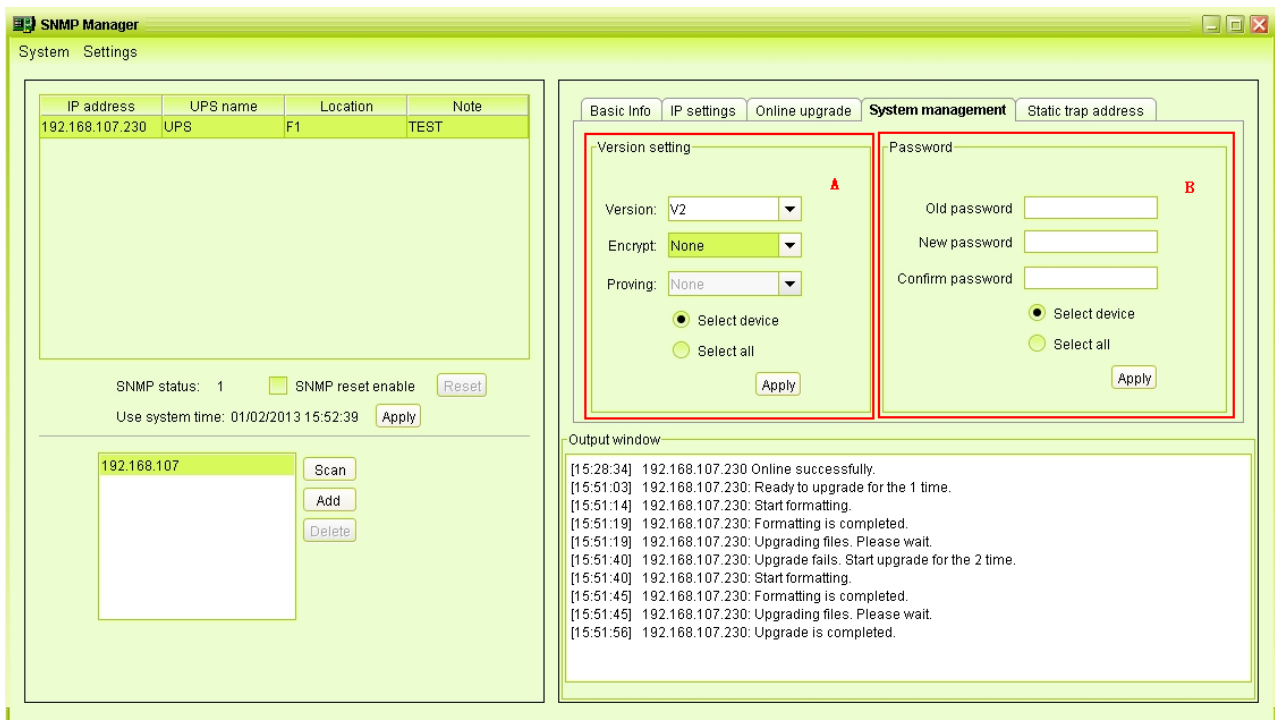 SNMP Manager
System Settings
IP address UPS name Location Note
192.168.107.230 UPS F1 TEST
SNMP status: 1 SNMP reset enable Reset
Use system time: 01/02/2013 15:52:39 Apply
192.168.107
Scan
Add
Delete
Basic Info IP settings Online upgrade System management Static trap address
Version setting
A
Version: V2
Encrypt: None
Proving: None
Select device
Select all
Apply
Password
B
Old password
New password
Confirm password
Select device
Select all
Apply
Output window
[15:28:34] 192.168.107.230 Online successfully.
[15:51:03] 192.168.107.230: Ready to upgrade for the 1 time.
[15:51:14] 192.168.107.230: Start formatting.
[15:51:19] 192.168.107.230: Formatting is completed.
[15:51:19] 192.168.107.230: Upgrading files. Please wait.
[15:51:40] 192.168.107.230: Upgrade fails. Start upgrade for the 2 time.
[15:51:40] 192.168.107.230: Start formatting.
[15:51:45] 192.168.107.230: Formatting is completed.
[15:51:45] 192.168.107.230: Upgrading files. Please wait.
[15:51:56] 192.168.107.230: Upgrade is completed.